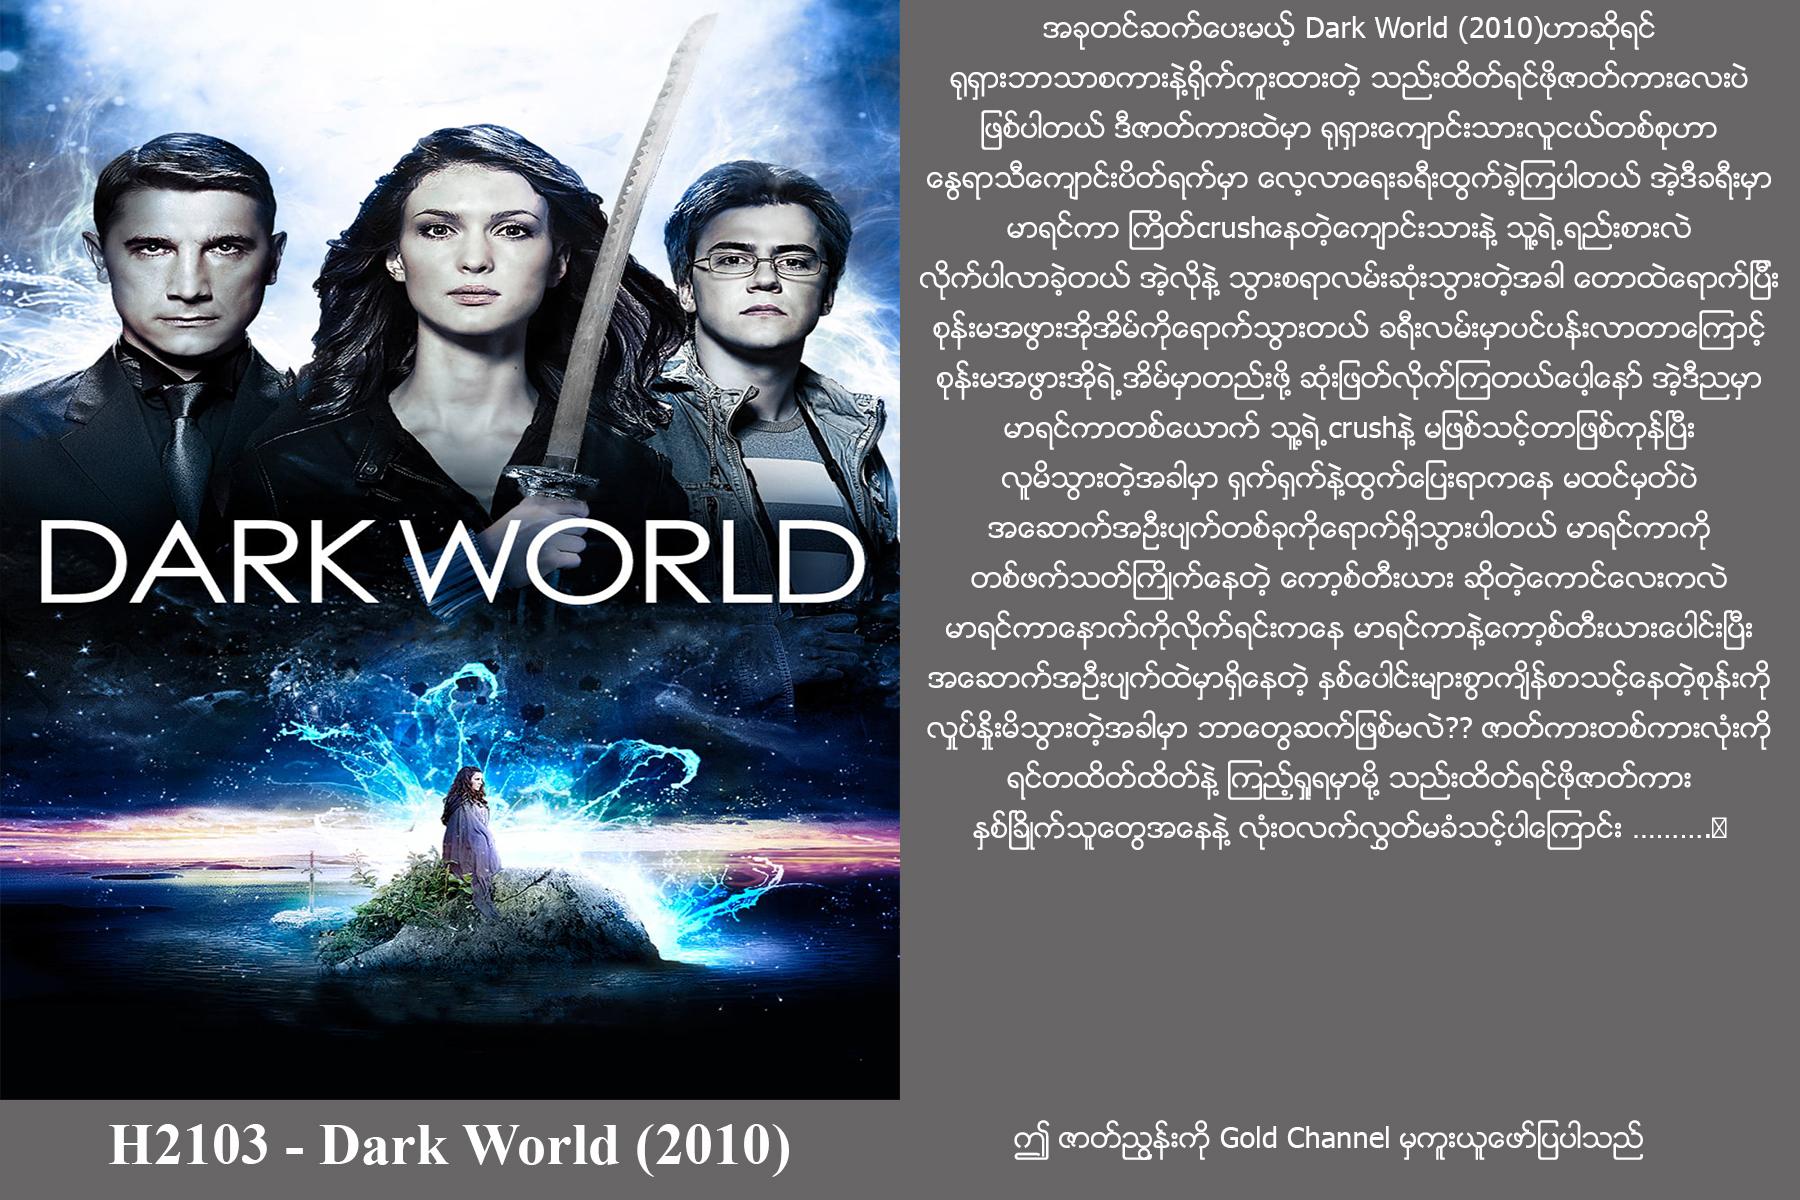 DARK WORLD
H2103 - Dark World (2010)
အခုတင်ဆက်ပေးမယ့် Dark World (2010)ဟာဆိုရင်
ရုရှားဘာသာစကားနဲ့ရိုက်ကူးထားတဲ့ သည်းထိတ်ရင်ဖိုဇာတ်ကားလေးပဲ
ဖြစ်ပါတယ် ဒီဇာတ်ကားထဲမှာ ရုရှားကျောင်းသားလူငယ်တစ်စုဟာ
နွေရာသီကျောင်းပိတ်ရက်မှာ လေ့လာရေးခရီးထွက်ခဲ့ကြပါတယ် အဲ့ဒီခရီးမှာ
မာရင်ကာ ကြိတ်crushနေတဲ့ကျောင်းသားနဲ့ သူ့ရဲ့ရည်းစားလဲ
လိုက်ပါလာခဲ့တယ် အဲ့လိုနဲ့ သွားစရာလမ်းဆုံးသွားတဲ့အခါ တောထဲရောက်ပြီး
စုန်းမအဖွားအိုအိမ်ကိုရောက်သွားတယ် ခရီးလမ်းမှာပင်ပန်းလာတာကြောင့်
စုန်းမအဖွားအိုရဲ့အိမ်မှာတည်းဖို့ ဆုံးဖြတ်လိုက်ကြတယ်ပေါ့နော် အဲ့ဒီညမှာ
မာရင်ကာတစ်ယောက် သူ့ရဲ့crushနဲ့ မဖြစ်သင့်တာဖြစ်ကုန်ပြီး
လူမိသွားတဲ့အခါမှာ ရှက်ရှက်နဲ့ထွက်ပြေးရာကနေ မထင်မှတ်ပဲ
အဆောက်အဦးပျက်တစ်ခုကိုရောက်ရှိသွားပါတယ် မာရင်ကာကို
တစ်ဖက်သတ်ကြိုက်နေတဲ့ ကော့စ်တီးယား ဆိုတဲ့ကောင်လေးကလဲ
မာရင်ကာနောက်ကိုလိုက်ရင်းကနေ မာရင်ကာနဲ့ကော့စ်တီးယားပေါင်းပြီး
အဆောက်အဦးပျက်ထဲမှာရှိနေတဲ့ နှစ်ပေါင်းများစွာကျိန်စာသင့်နေတဲ့စုန်းကို
လှုပ်နှိုးမိသွားတဲ့အခါမှာ ဘာတွေဆက်ဖြစ်မလဲ?? ဇာတ်ကားတစ်ကားလုံးကို
ရင်တထိတ်ထိတ်နဲ့ ကြည့်ရှုရမှာမို့ သည်းထိတ်ရင်ဖိုဇာတ်ကား
နှစ်ခြိုက်သူတွေအနေနဲ့ လုံးဝလက်လွှတ်မခံသင့်ပါကြောင်း ..........
ဤ ဇာတ်ညွှန်းကို Gold Channel မှကူးယူဖော်ပြပါသည်